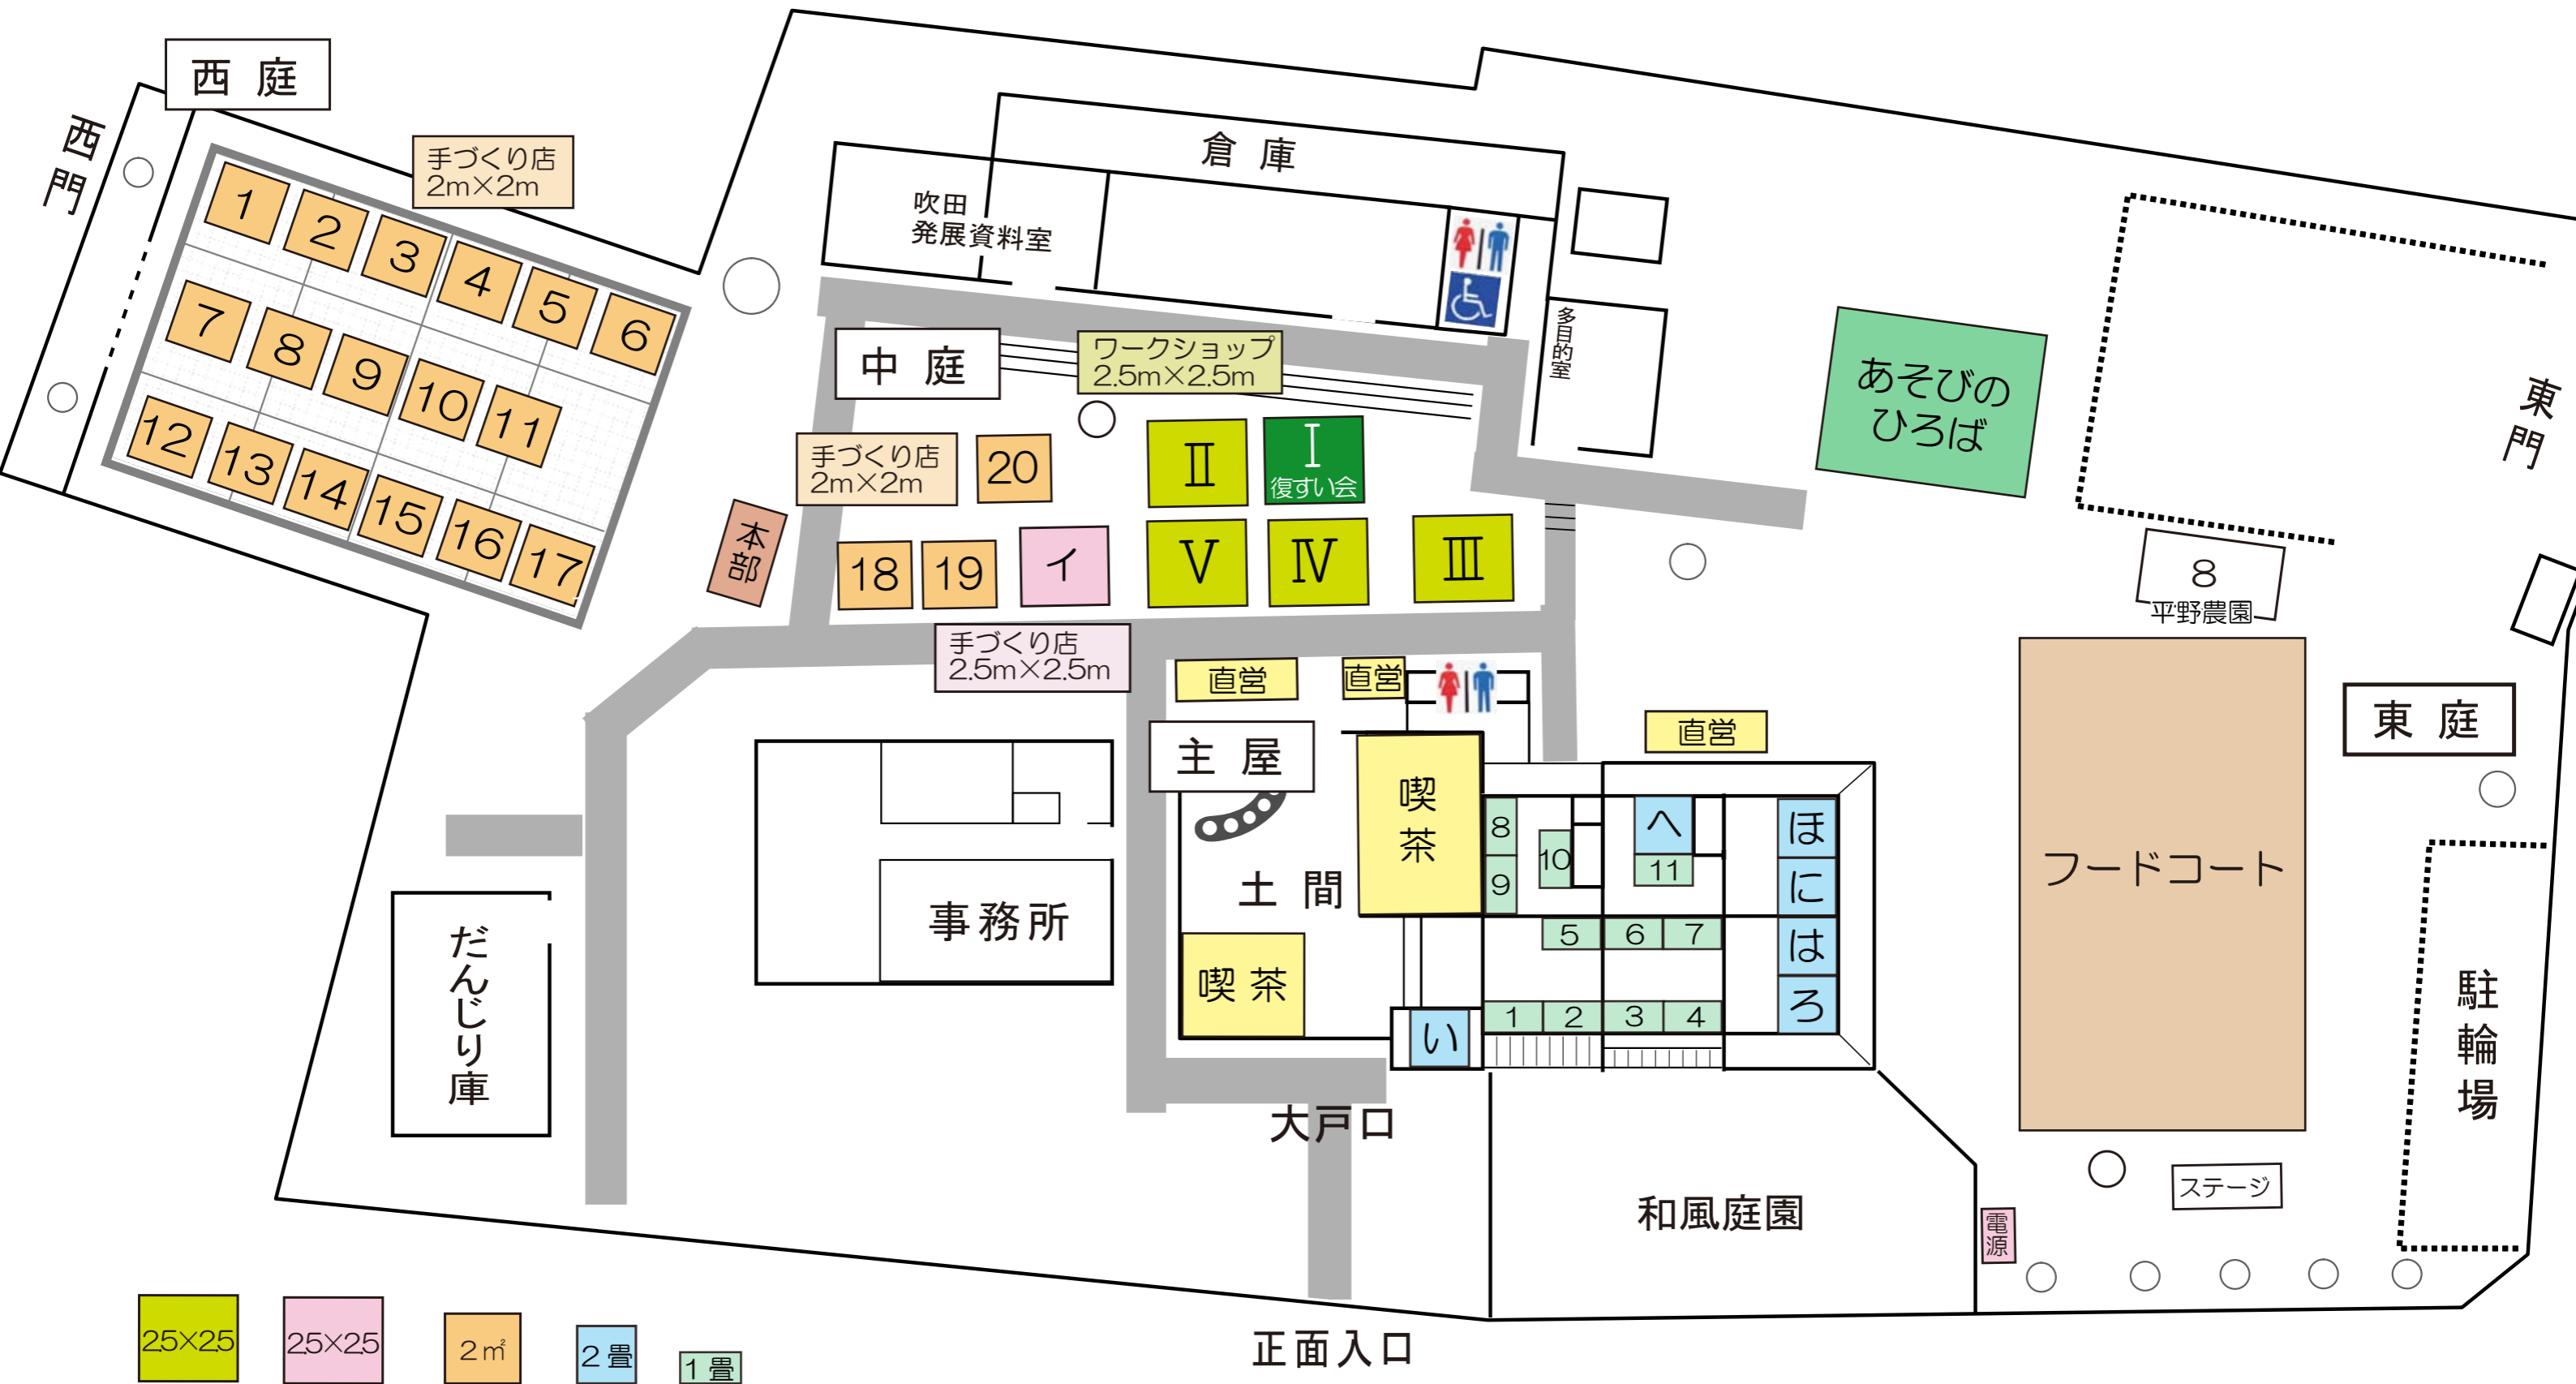 西庭
西門
手づくり店
2m×2m
1
2
3
4
5
6
7
8
9
10
11
12
13
14
15
16
17
倉庫
吹田
発展資料室
多目的室
中庭
ワークショップ
2.5m×2.5m
手づくり店
2m×2m
20
Ⅱ
Ⅰ
復すい会
本部
18
19
イ
Ⅴ
Ⅳ
Ⅲ
手づくり店
2.5m×2.5m
あそびの
ひろば
東門
8
平野農園
東庭
フードコート
駐輪場
ステージ
電源
直営
直営
直営
主屋
喫茶
土間
喫茶
事務所
だんじり庫
8
9
10
へ
11
ほ
に
は
ろ
5
6
7
1
2
3
4
い
大戸口
和風庭園
正面入口
2.5×2.5
2.5×2.5
2㎡
2畳
1畳